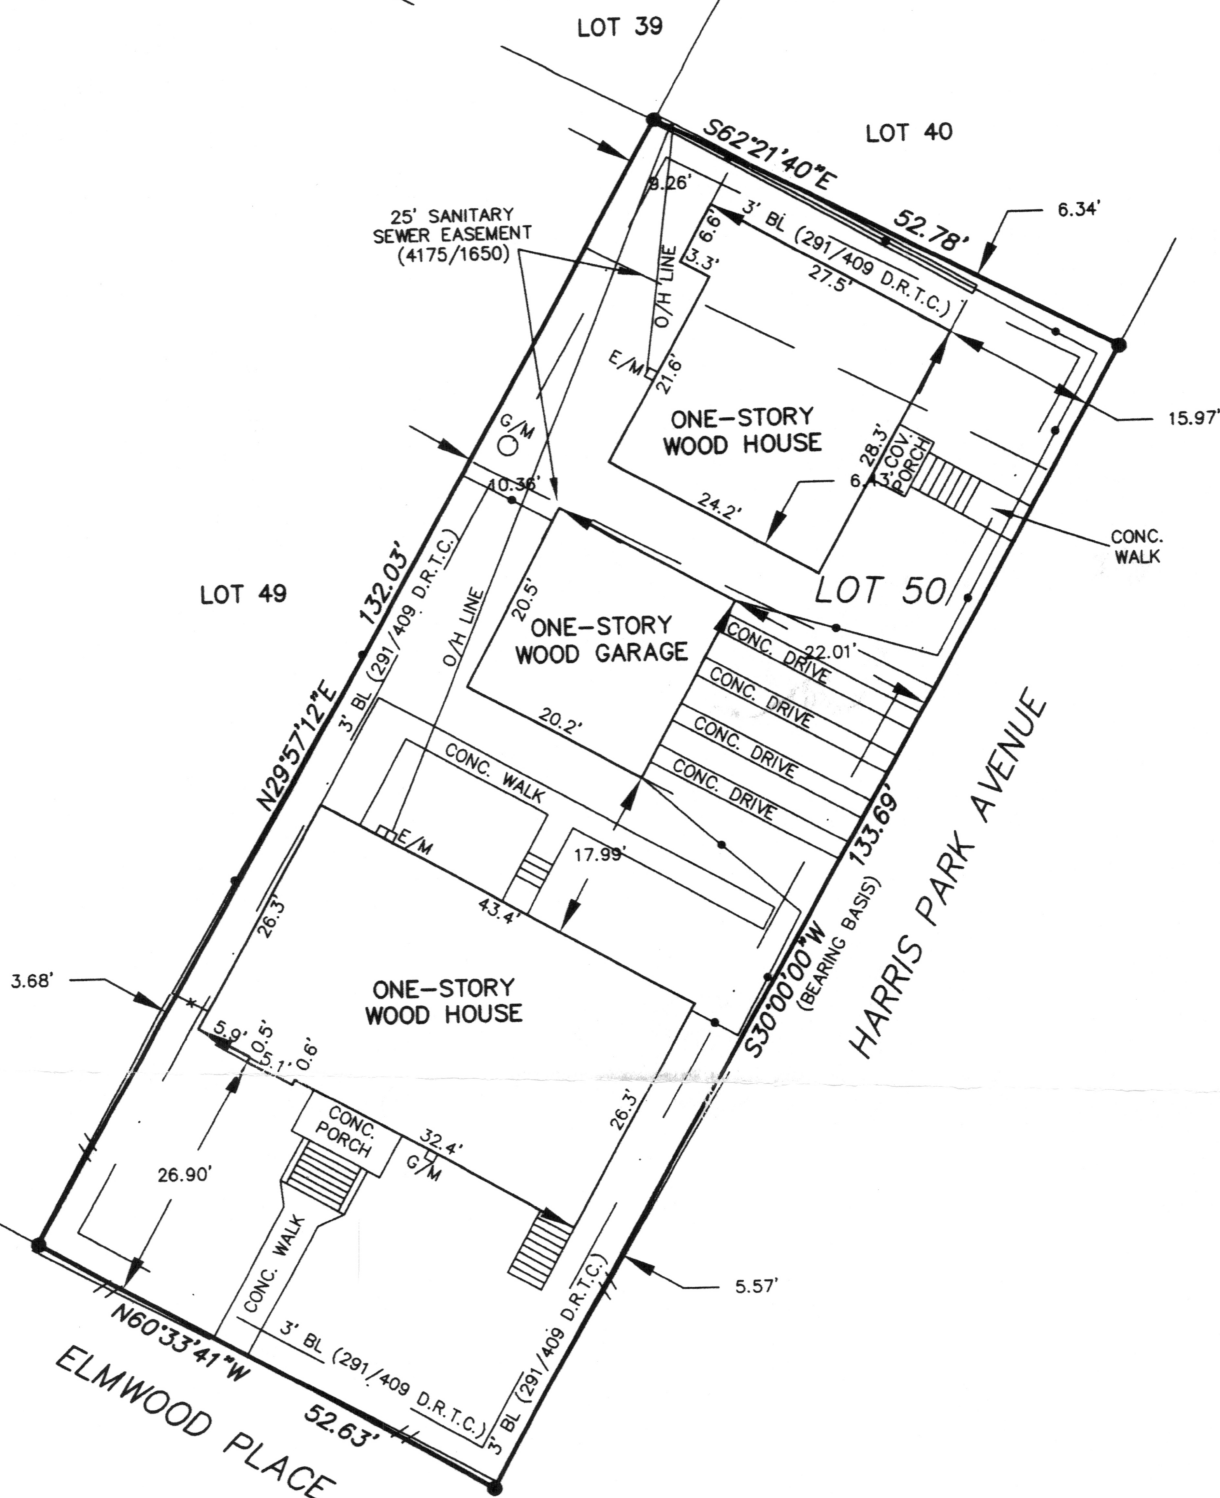 LOT 39
LOT 40
S62°21'40"E
52.78'
6.34'
9.26'
25' SANITARY
SEWER EASEMENT
(4175/1650)
6.6'
3.3'
3' BL (291/409 D.R.T.C.)
27.5'
O/H LINE
E/M
21.6'
ONE-STORY
WOOD HOUSE
15.97'
G/M
28.3'
COV.
PORCH
10.36'
6.43'
24.2'
CONC.
WALK
LOT 49
132.03'
LOT 50
3' BL (291/409 D.R.T.C.)
20.5'
ONE-STORY
WOOD GARAGE
O/H LINE
22.01'
CONC. DRIVE
CONC. DRIVE
CONC. DRIVE
CONC. DRIVE
20.2'
N29°57'12"E
CONC. WALK
E/M
17.99'
133.69'
HARRIS PARK AVENUE
43.4'
26.3'
S30°00'00"W
(BEARING BASIS)
3.68'
ONE-STORY
WOOD HOUSE
5.9'
0.5'
5.1'
0.6'
26.3'
CONC.
PORCH
32.4'
G/M
26.90'
CONC. WALK
5.57'
N60°33'41"W
3' BL (291/409 D.R.T.C.)
3' BL (291/409 D.R.T.C.)
52.63'
ELMWOOD PLACE